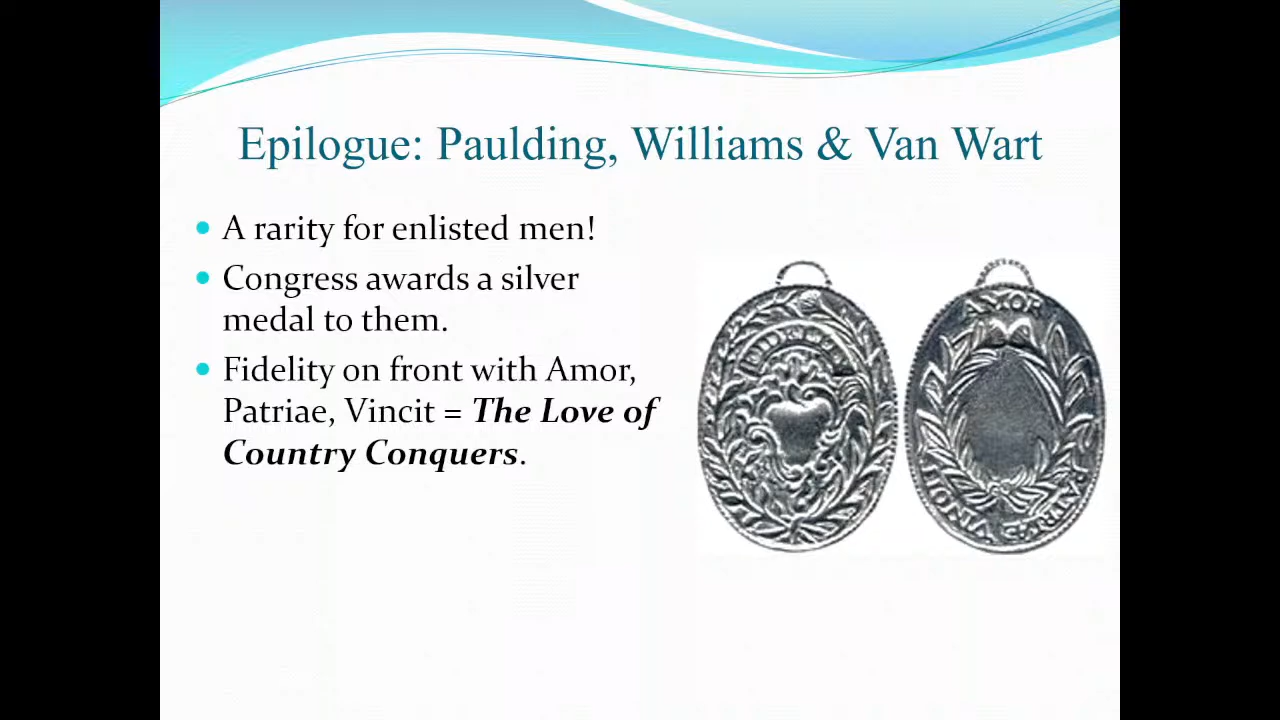 Epilogue: Paulding, Williams & Van Wart
A rarity for enlisted men!
Congress awards a silver
medal to them.
Fidelity on front with Amor,
Patriae, Vincit = The Love of
Country Conquers.
FIDELITY
AMOR
PATRIÆ
VINCIT